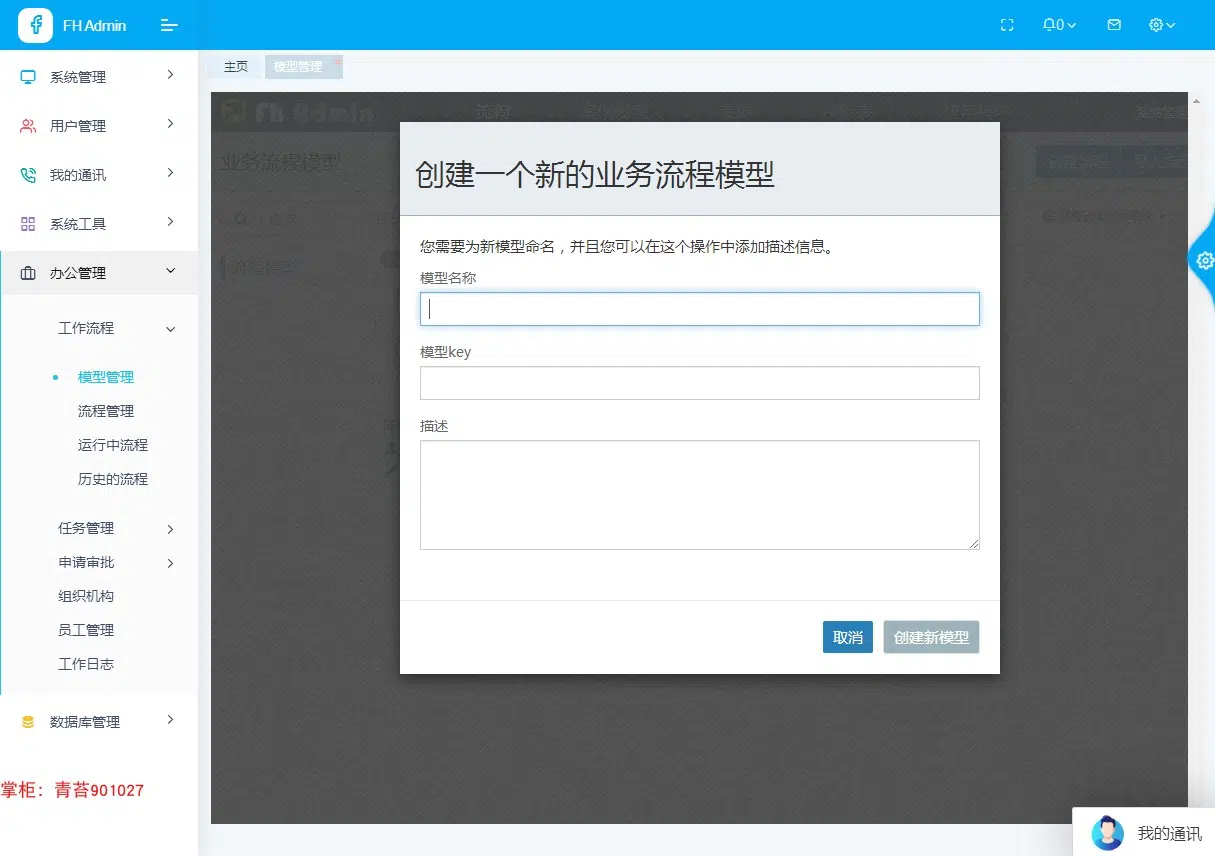 FH Admin
0
主页
模型管理
系统管理
用户管理
我的通讯
系统工具
办公管理
工作流程
模型管理
流程管理
运行中流程
历史的流程
任务管理
申请审批
组织机构
员工管理
工作日志
数据库管理
掌柜：青苔901027
Fh Admin
流程
业务流程模型
创建一个新的业务流程模型
您需要为新模型命名，并且您可以在这个操作中添加描述信息。
模型名称
模型key
描述
取消
创建新模型
我的通讯